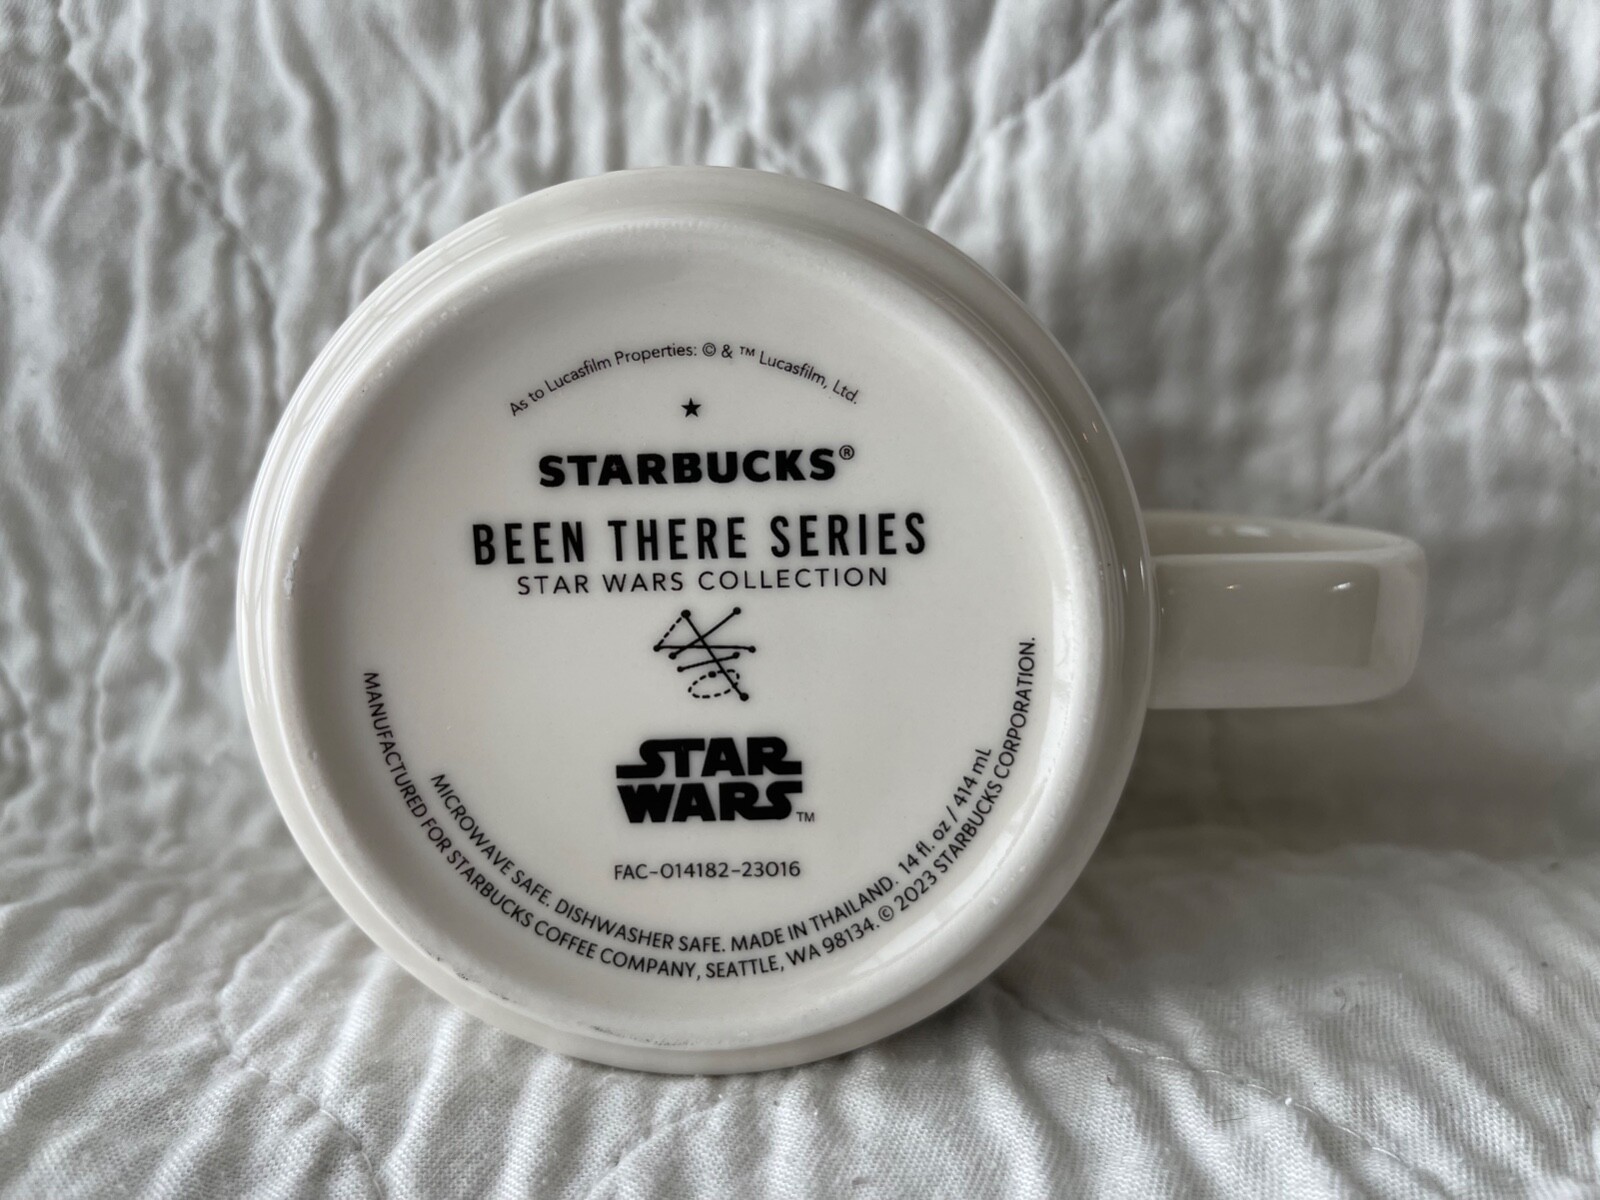 As to Lucasfilm Properties: © & ™ Lucasfilm, Ltd.
STARBUCKS®
BEEN THERE SERIES
STAR WARS COLLECTION
STAR
WARS™
FAC-014182-23016
MICROWAVE SAFE. DISHWASHER SAFE. MADE IN THAILAND. 14 fl. oz / 414 mL
MANUFACTURED FOR STARBUCKS COFFEE COMPANY, SEATTLE, WA 98134. © 2023 STARBUCKS CORPORATION.